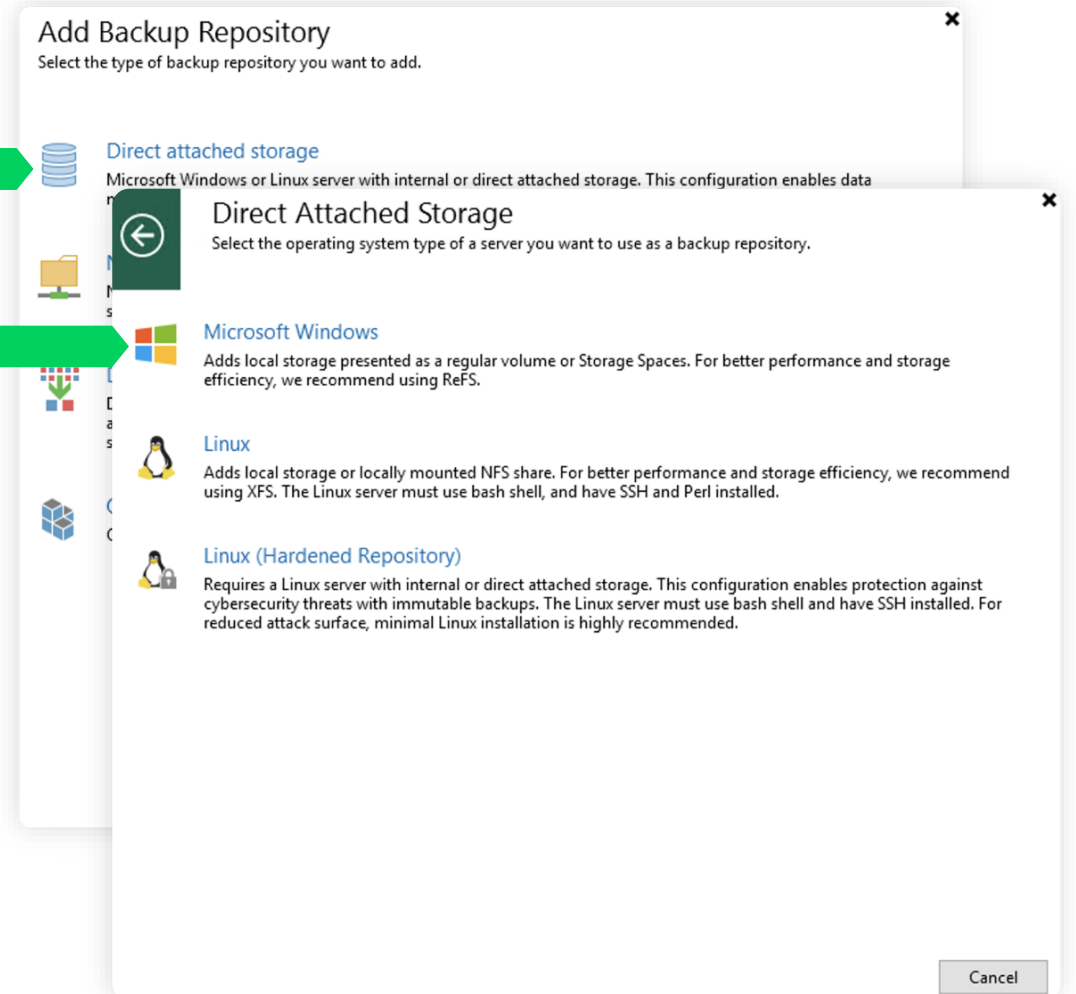 Add Backup Repository
Select the type of backup repository you want to add.
Direct attached storage
Microsoft Windows or Linux server with internal or direct attached storage. This configuration enables data
Direct Attached Storage
Select the operating system type of a server you want to use as a backup repository.
Microsoft Windows
Adds local storage presented as a regular volume or Storage Spaces. For better performance and storage
efficiency, we recommend using ReFS.
Linux
Adds local storage or locally mounted NFS share. For better performance and storage efficiency, we recommend
using XFS. The Linux server must use bash shell, and have SSH and Perl installed.
Linux (Hardened Repository)
Requires a Linux server with internal or direct attached storage. This configuration enables protection against
cybersecurity threats with immutable backups. The Linux server must use bash shell and have SSH installed. For
reduced attack surface, minimal Linux installation is highly recommended.
Cancel